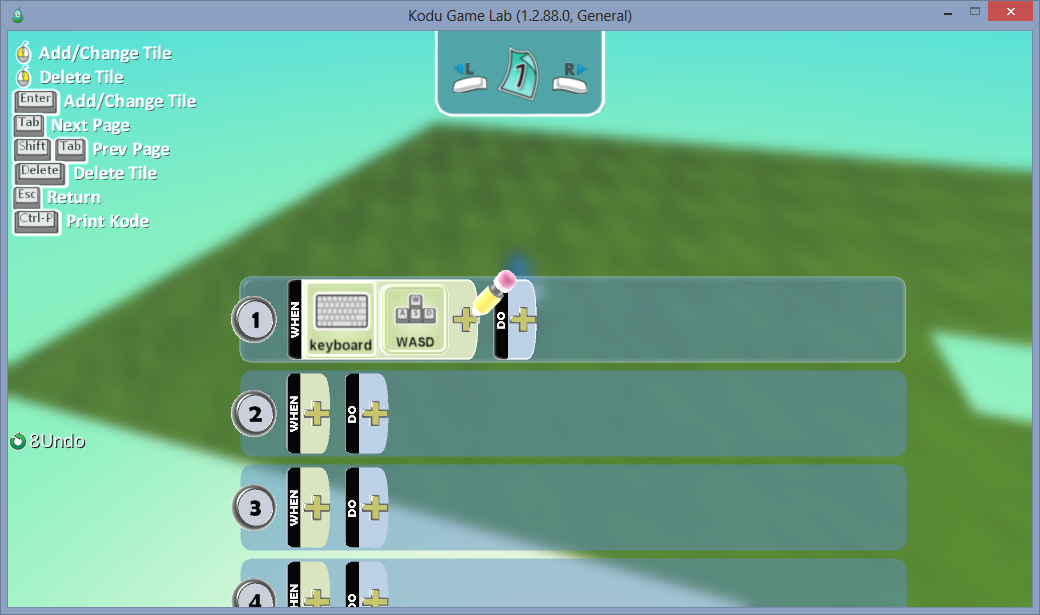 Kodu Game Lab (1.2.88.0, General)
L 1 R
Add/Change Tile
Delete Tile
Enter Add/Change Tile
Tab Next Page
Shift Tab Prev Page
Delete Delete Tile
Esc Return
Ctrl-P Print Kode
1 WHEN keyboard W A S D WASD DO
2 WHEN DO
8Undo
3 WHEN DO
4 WHEN DO